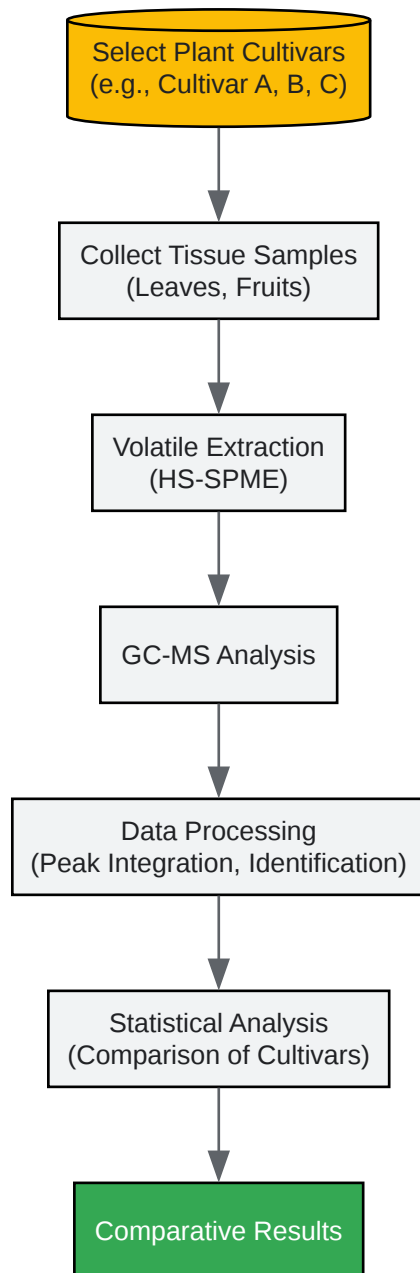 Select Plant Cultivars
(e.g., Cultivar A, B, C)
Collect Tissue Samples
(Leaves, Fruits)
Volatile Extraction
(HS-SPME)
GC-MS Analysis
Data Processing
(Peak Integration, Identification)
Statistical Analysis
(Comparison of Cultivars)
Comparative Results